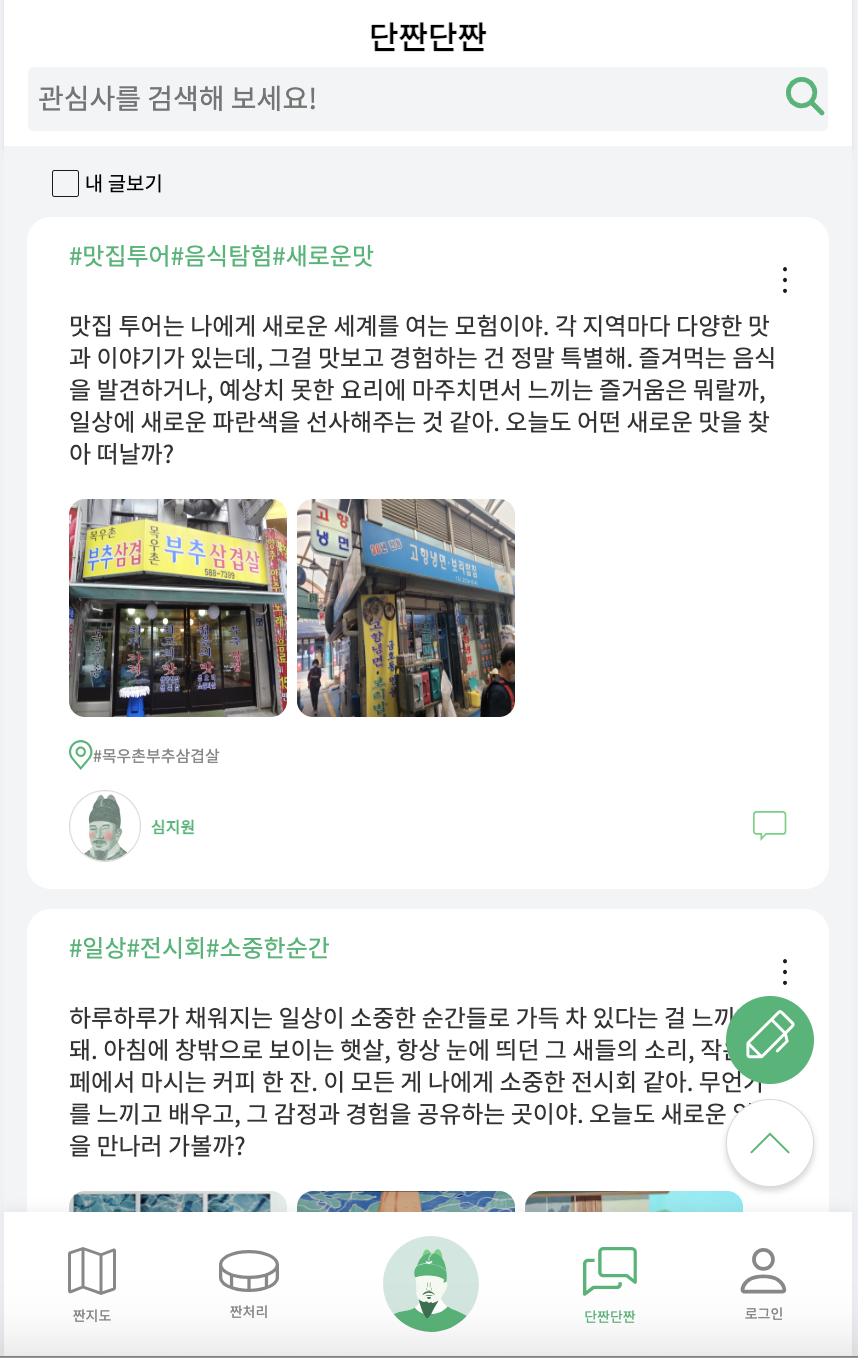 단짠단짠
관심사를 검색해 보세요!
내 글보기
#맛집투어#음식탐험#새로운맛
맛집 투어는 나에게 새로운 세계를 여는 모험이야. 각 지역마다 다양한 맛
과 이야기가 있는데, 그걸 맛보고 경험하는 건 정말 특별해. 즐겨먹는 음식
을 발견하거나, 예상치 못한 요리에 마주치면서 느끼는 즐거움은 뭐랄까,
일상에 새로운 파란색을 선사해주는 것 같아. 오늘도 어떤 새로운 맛을 찾
아 떠날까?
목우촌
부추삼겹
목우촌
부추삼겹살
588-7399
고향
냉면
고향냉면·보리밥집
고향냉면·보리밥
#목우촌부추삼겹살
심지원
#일상#전시회#소중한순간
하루하루가 채워지는 일상이 소중한 순간들로 가득 차 있다는 걸 느끼
돼. 아침에 창밖으로 보이는 햇살, 항상 눈에 띄던 그 새들의 소리, 작은
페에서 마시는 커피 한 잔. 이 모든 게 나에게 소중한 전시회 같아. 무언가
를 느끼고 배우고, 그 감정과 경험을 공유하는 곳이야. 오늘도 새로운
을 만나러 가볼까?
짠지도
짠처리
단짠단짠
로그인